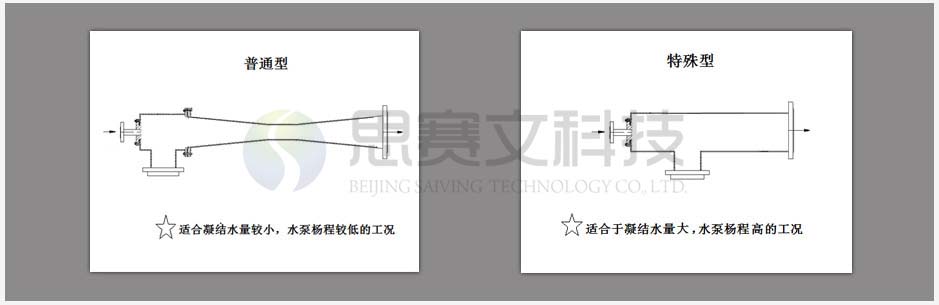 普通型
特殊型
思赛文科技
BEIJING SAIVING TECHNOLOGY CO., LTD.
适合凝结水量较小，水泵杨程较低的工况
适合于凝结水量大，水泵杨程高的工况